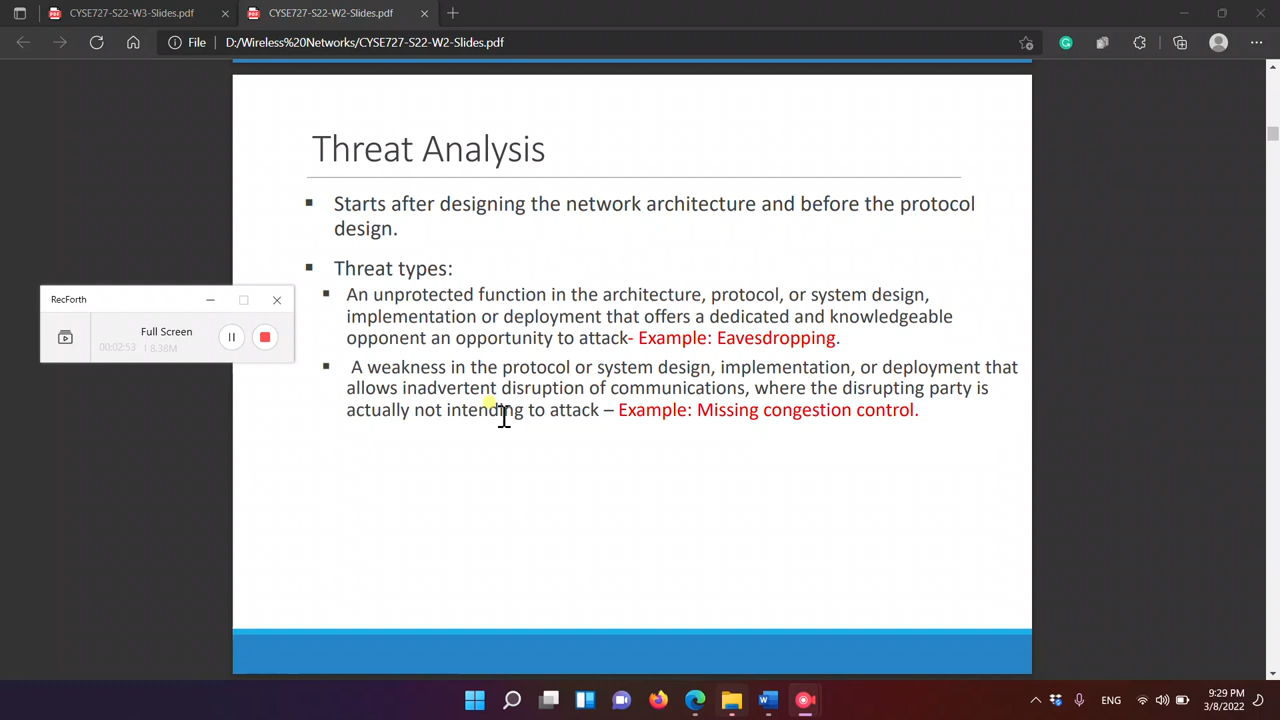 CYSE727-S22-W3-Slides.pdf
CYSE727-S22-W2-Slides.pdf
File
D:/Wireless%20Networks/CYSE727-S22-W2-Slides.pdf
Threat Analysis
Starts after designing the network architecture and before the protocol
design.
Threat types:
An unprotected function in the architecture, protocol, or system design,
implementation or deployment that offers a dedicated and knowledgeable
opponent an opportunity to attack- Example: Eavesdropping.
A weakness in the protocol or system design, implementation, or deployment that
allows inadvertent disruption of communications, where the disrupting party is
actually not intending to attack – Example: Missing congestion control.
RecForth
Full Screen
00:02:53 | 8.36M
ENG
9:29 PM
3/8/2022